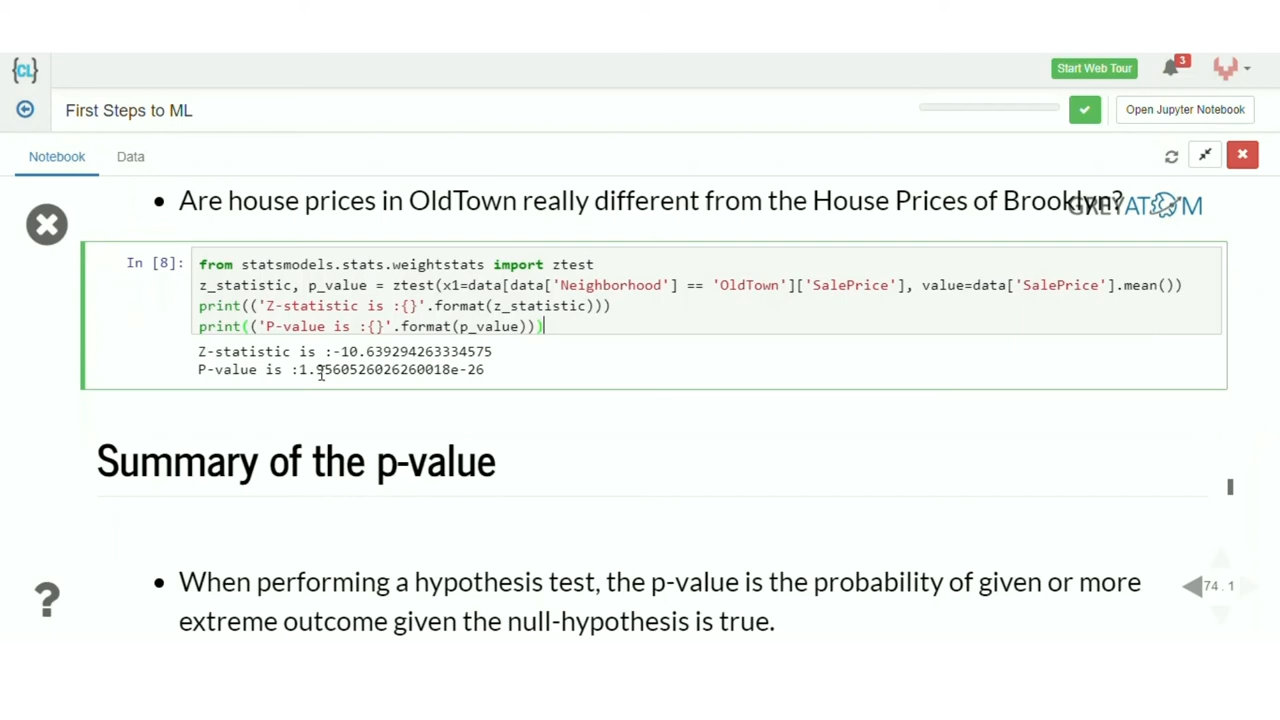 {CL}
Start Web Tour
3
First Steps to ML
Open Jupyter Notebook
Notebook
Data
• Are house prices in OldTown really different from the House Prices of Brooklyn?
GREYATOM
In [8]:
from statsmodels.stats.weightstats import ztest
z_statistic, p_value = ztest(x1=data[data['Neighborhood'] == 'OldTown']['SalePrice'], value=data['SalePrice'].mean())
print(('Z-statistic is :{}'.format(z_statistic)))
print(('P-value is :{}'.format(p_value)))
Z-statistic is :-10.639294263334575
P-value is :1.9560526026260018e-26
Summary of the p-value
• When performing a hypothesis test, the p-value is the probability of given or more
extreme outcome given the null-hypothesis is true.
?
74.1